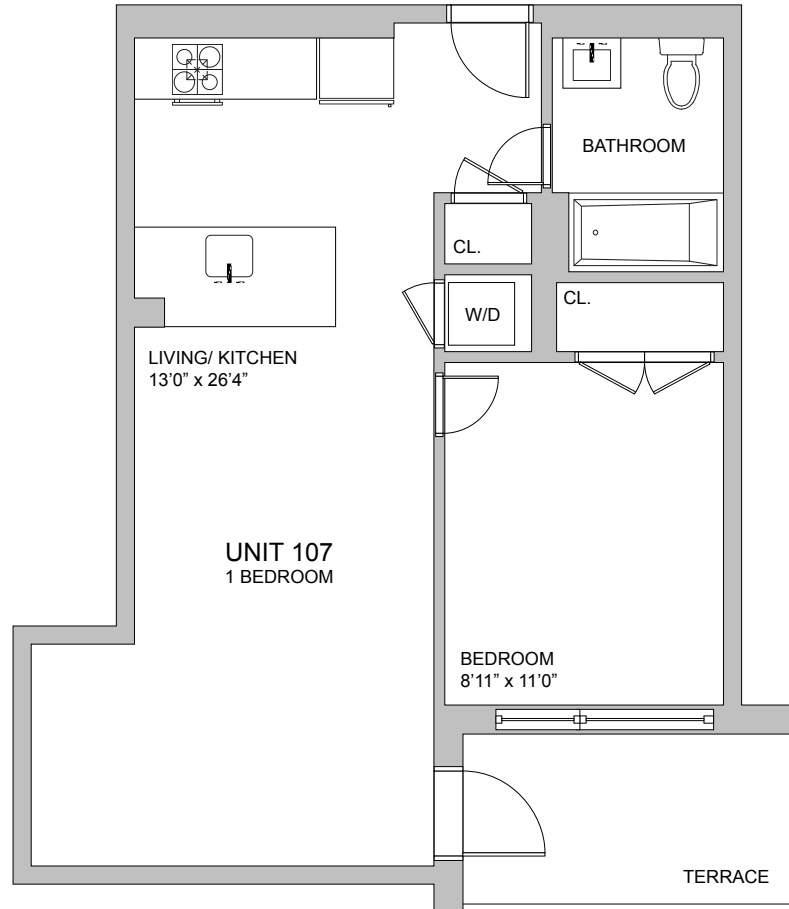 BATHROOM
CL.
CL.
W/D
LIVING/ KITCHEN
13’0” x 26’4”
UNIT 107
1 BEDROOM
BEDROOM
8’11” x 11’0”
TERRACE